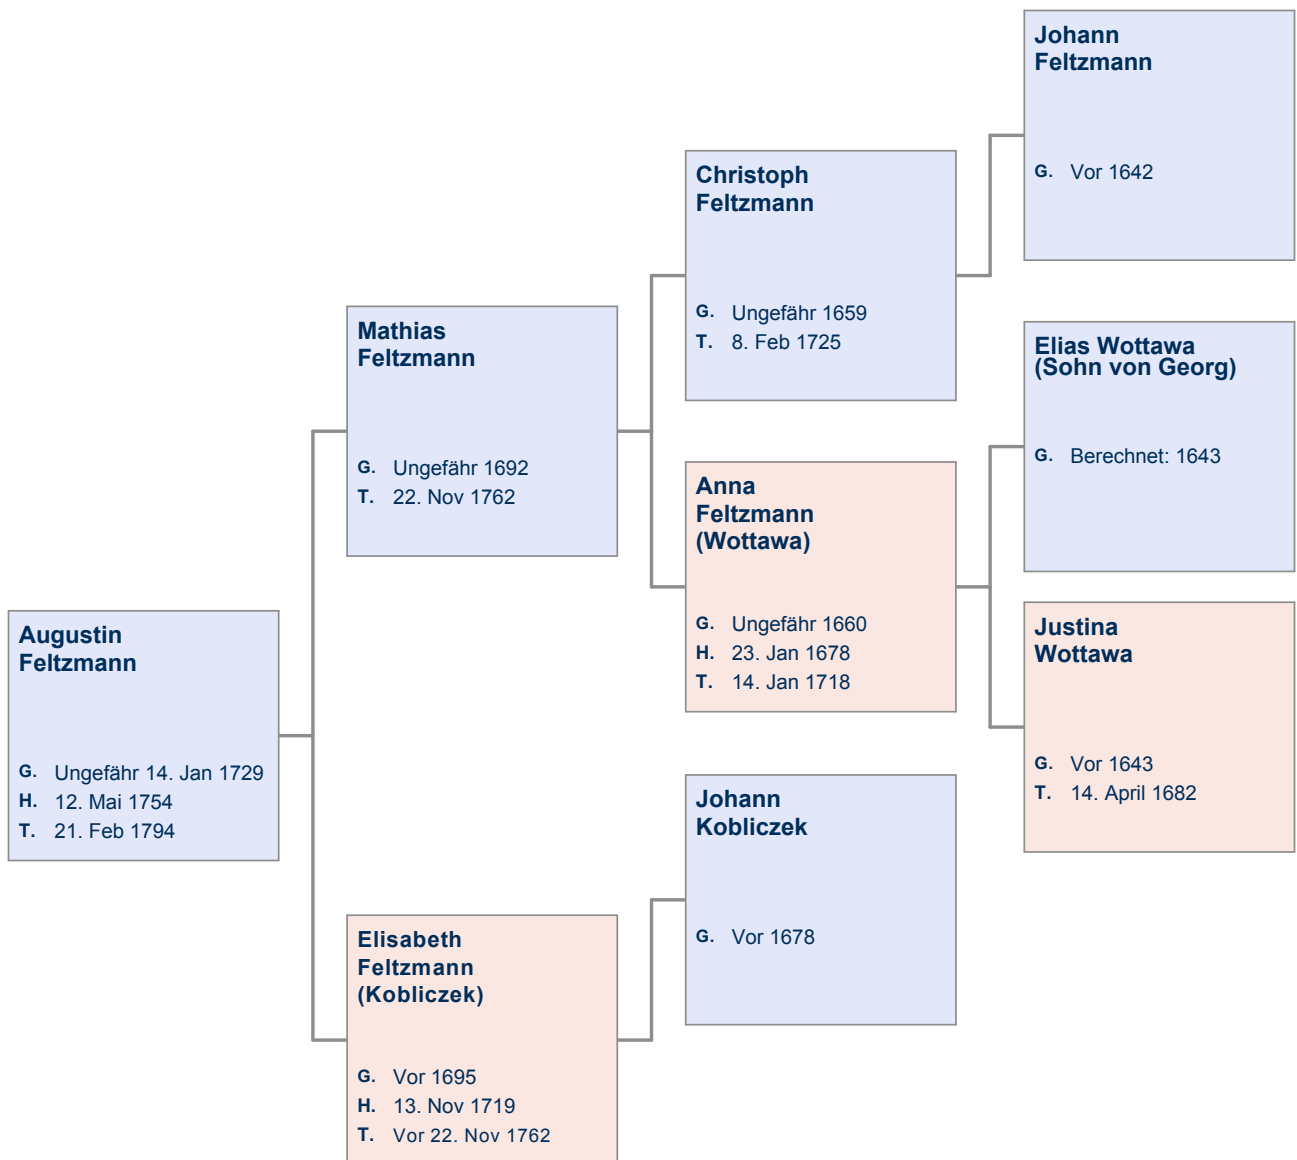 Johann
Feltzmann
G. Vor 1642
Christoph
Feltzmann
G. Ungefähr 1659
T. 8. Feb 1725
Mathias
Feltzmann
G. Ungefähr 1692
T. 22. Nov 1762
Elias Wottawa
(Sohn von Georg)
G. Berechnet: 1643
Anna
Feltzmann
(Wottawa)
G. Ungefähr 1660
H. 23. Jan 1678
T. 14. Jan 1718
Augustin
Feltzmann
G. Ungefähr 14. Jan 1729
H. 12. Mai 1754
T. 21. Feb 1794
Justina
Wottawa
G. Vor 1643
T. 14. April 1682
Johann
Kobliczek
G. Vor 1678
Elisabeth
Feltzmann
(Kobliczek)
G. Vor 1695
H. 13. Nov 1719
T. Vor 22. Nov 1762